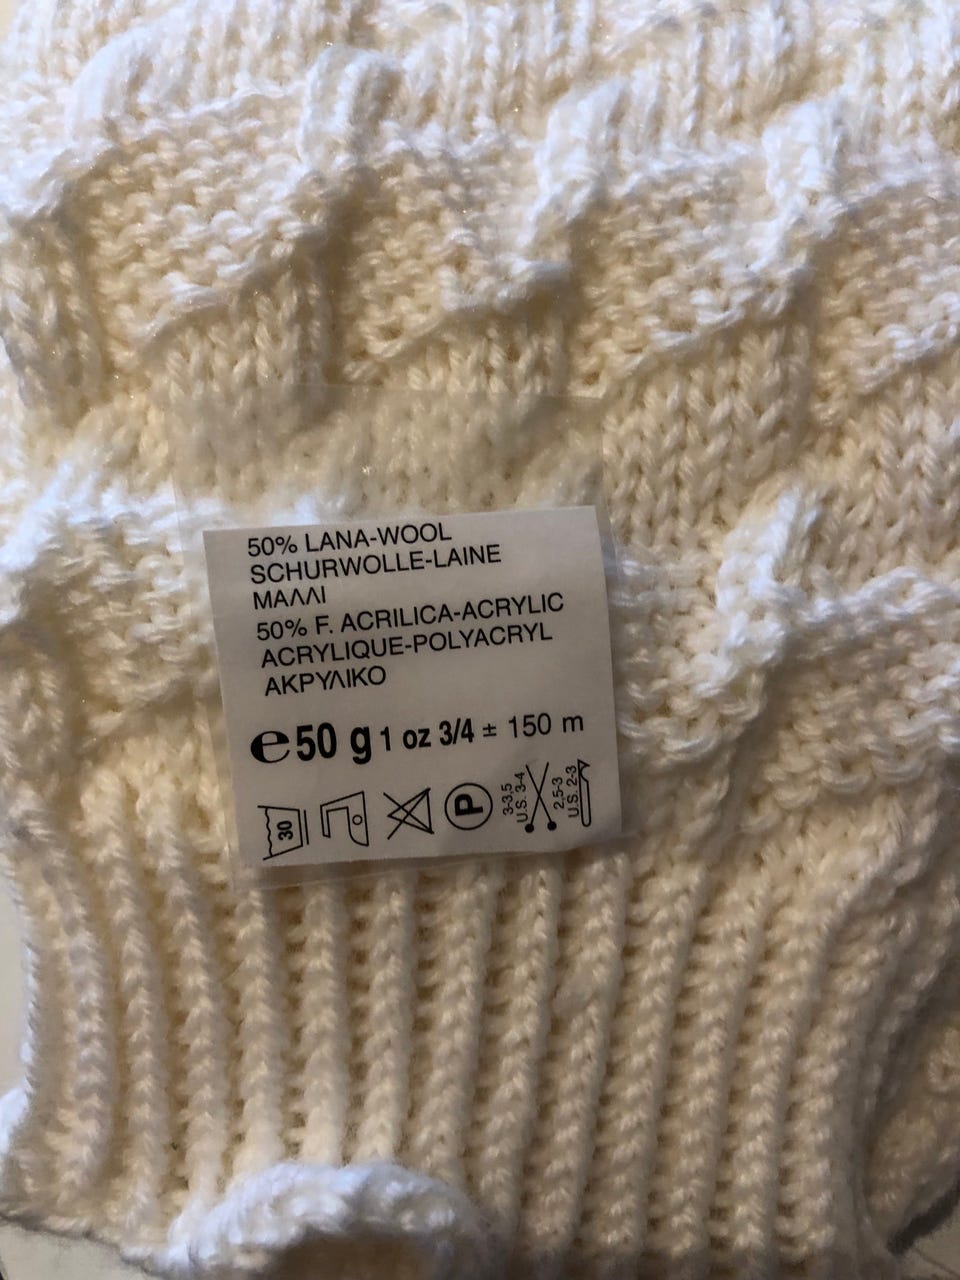 50% LANA-WOOL
SCHURWOLLE-LAINE
ΜΑΛΛΙ
50% F. ACRILICA-ACRYLIC
ACRYLIQUE-POLYACRYL
ΑΚΡΥΛΙΚΟ
℮50 g 1 oz 3/4 ± 150 m
30
P
3-3,5
U.S. 3-4
2,5-3
U.S. 2-3